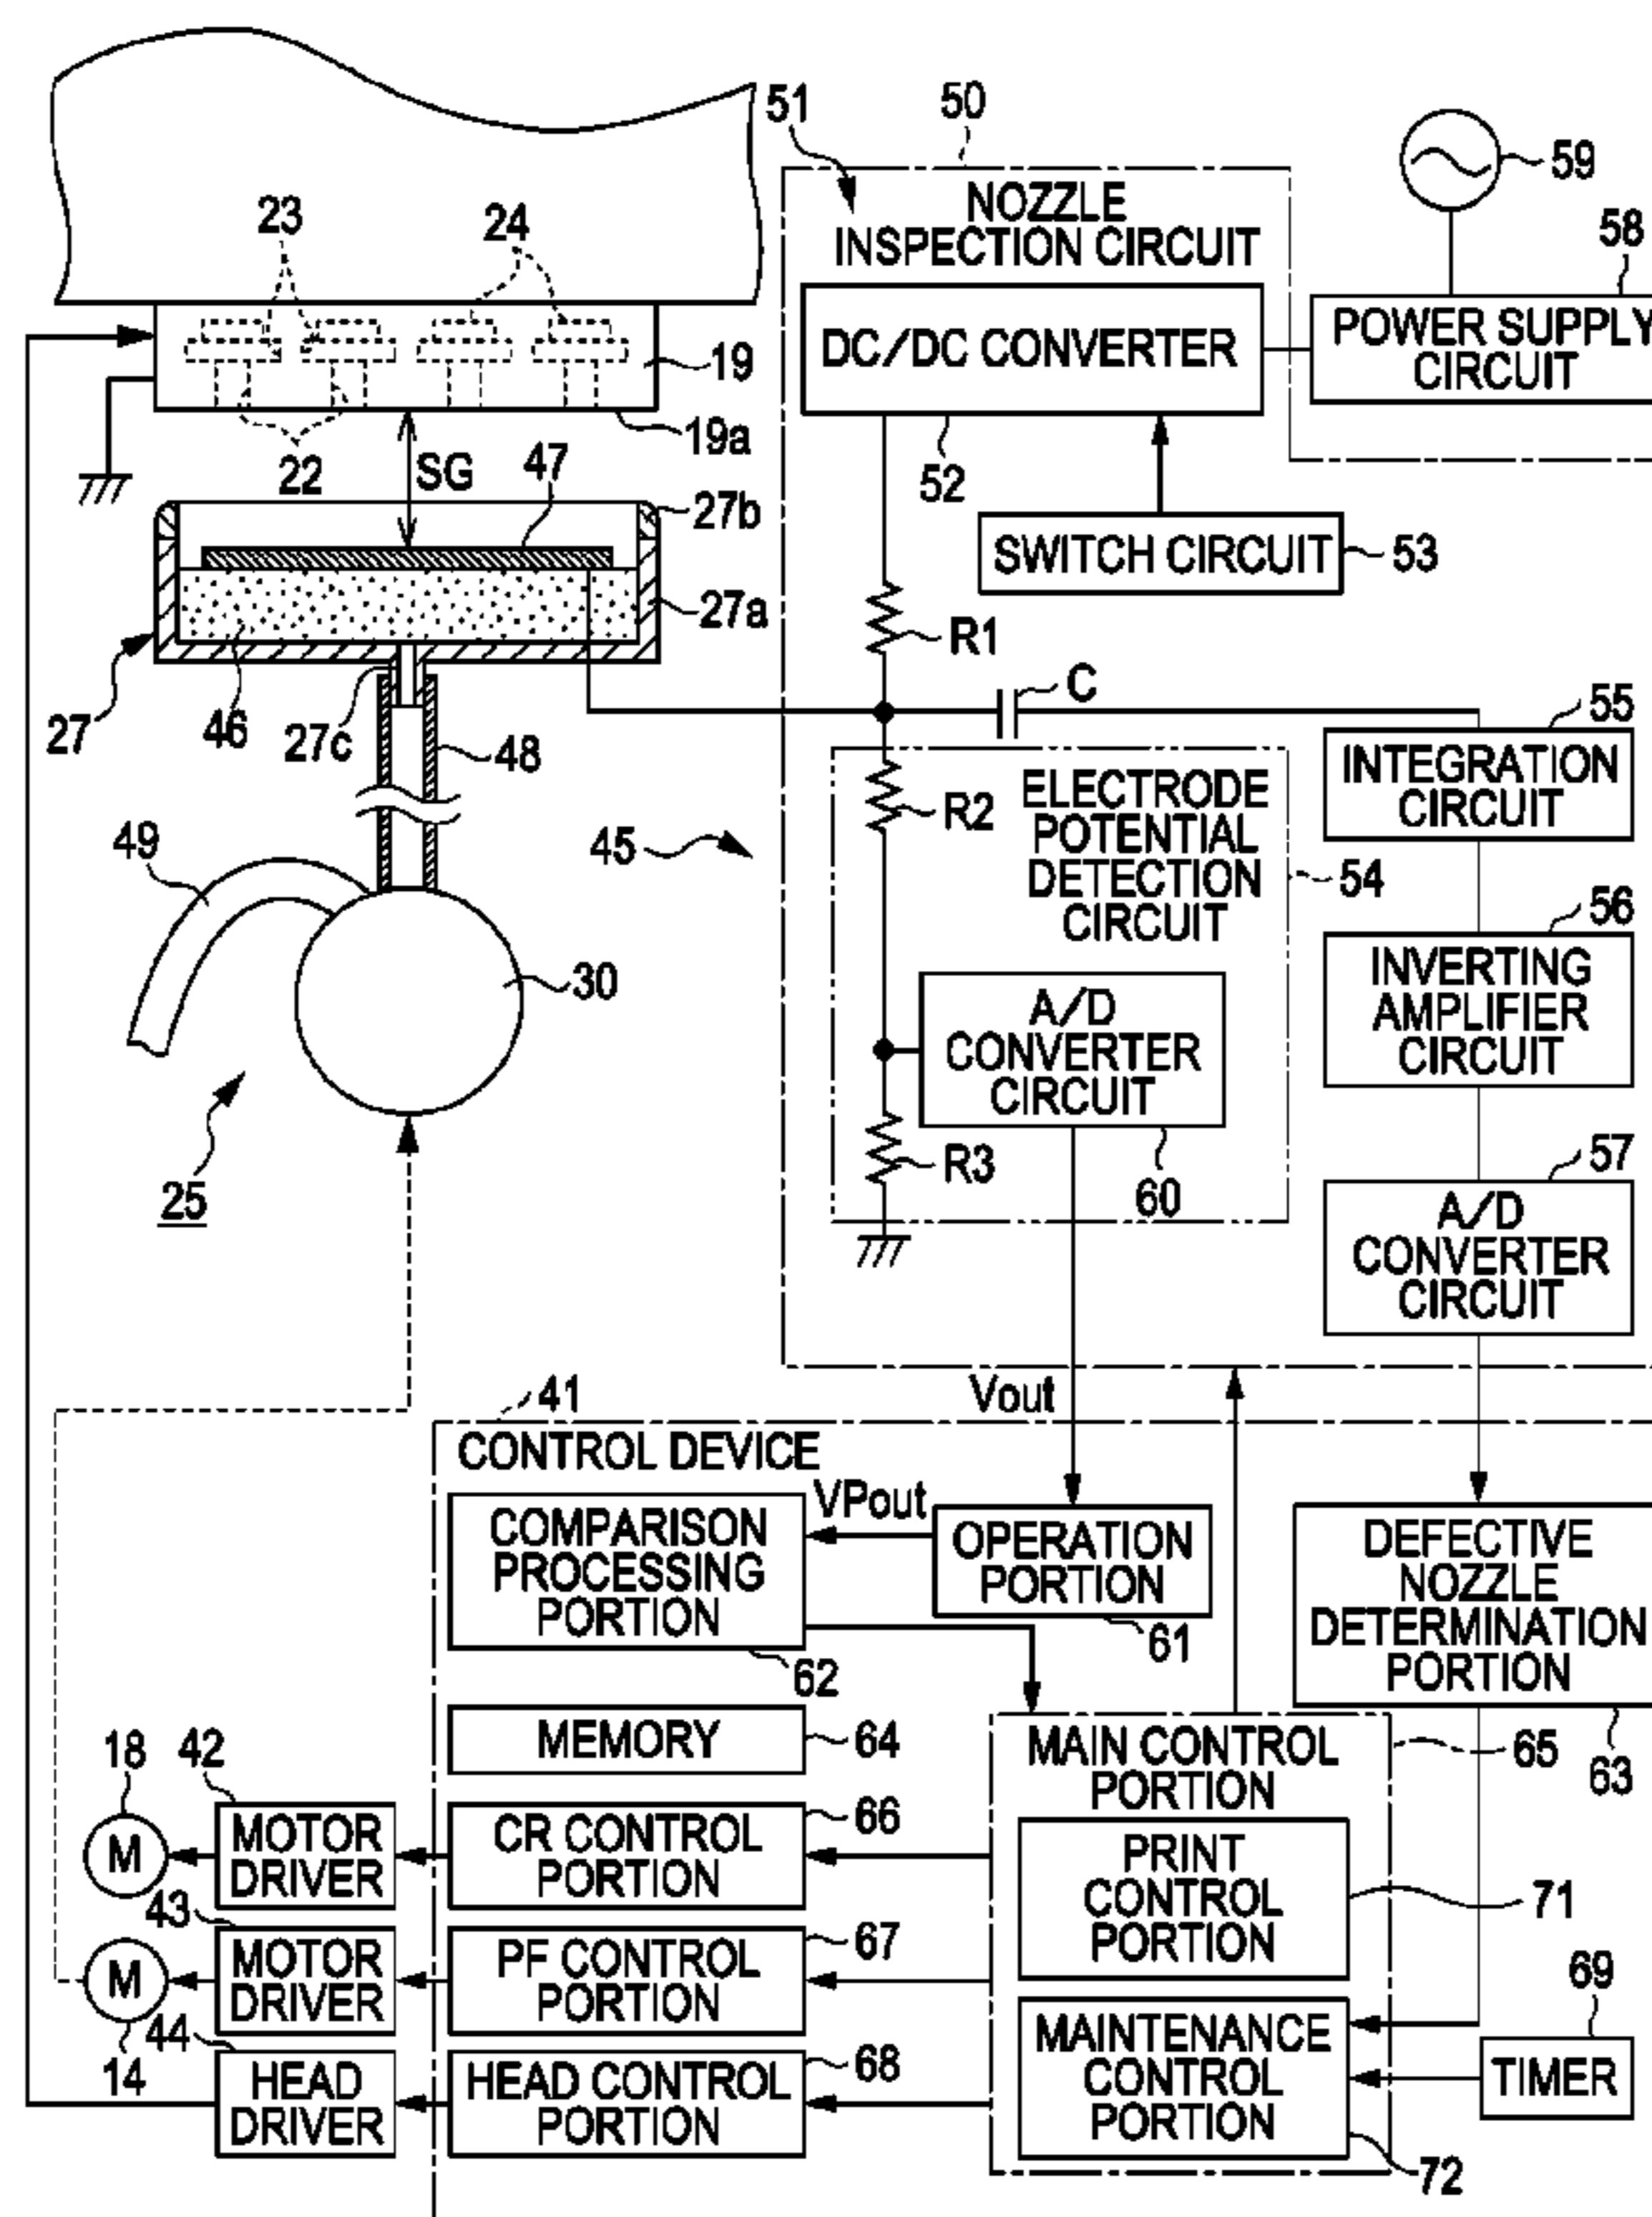 50
51
59
NOZZLE
INSPECTION CIRCUIT
58
23
24
DC/DC CONVERTER
POWER SUPPLY
CIRCUIT
19
19a
22
SG
47
52
27b
SWITCH CIRCUIT
53
27a
R1
27
46
27c
48
C
55
INTEGRATION
CIRCUIT
R2
ELECTRODE
POTENTIAL
DETECTION
CIRCUIT
45
54
49
56
INVERTING
AMPLIFIER
CIRCUIT
30
A/D
CONVERTER
CIRCUIT
R3
60
57
25
A/D
CONVERTER
CIRCUIT
41
Vout
CONTROL DEVICE
VPout
COMPARISON
PROCESSING
PORTION
OPERATION
PORTION
DEFECTIVE
NOZZLE
DETERMINATION
PORTION
61
62
MEMORY
64
MAIN CONTROL
PORTION
65
63
18
42
M
MOTOR
DRIVER
CR CONTROL
PORTION
66
PRINT
CONTROL
PORTION
71
43
M
MOTOR
DRIVER
PF CONTROL
PORTION
67
69
14
44
HEAD
DRIVER
HEAD CONTROL
PORTION
68
MAINTENANCE
CONTROL
PORTION
TIMER
72